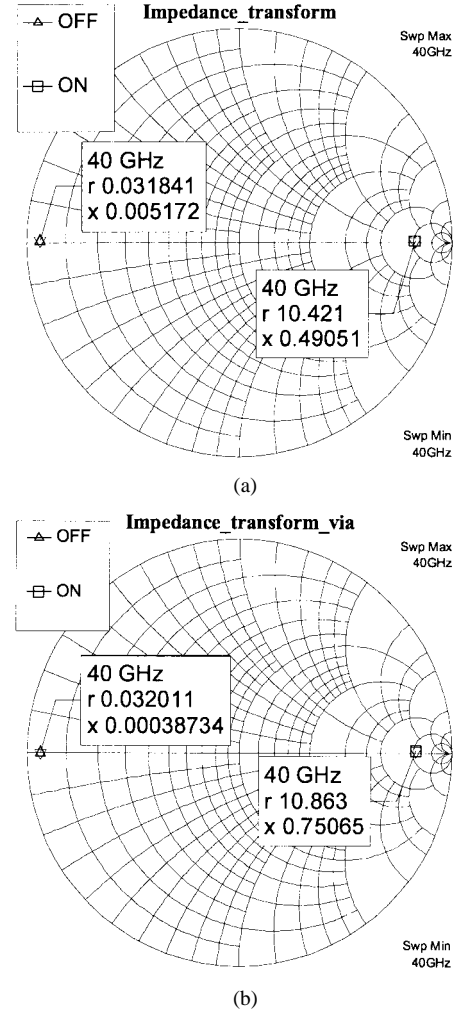 Impedance_transform
OFF
ON
Swp Max
40GHz
40 GHz
r 0.031841
x 0.005172
40 GHz
r 10.421
x 0.49051
Swp Min
40GHz
(a)
Impedance_transform_via
OFF
ON
Swp Max
40GHz
40 GHz
r 0.032011
x 0.00038734
40 GHz
r 10.863
x 0.75065
Swp Min
40GHz
(b)